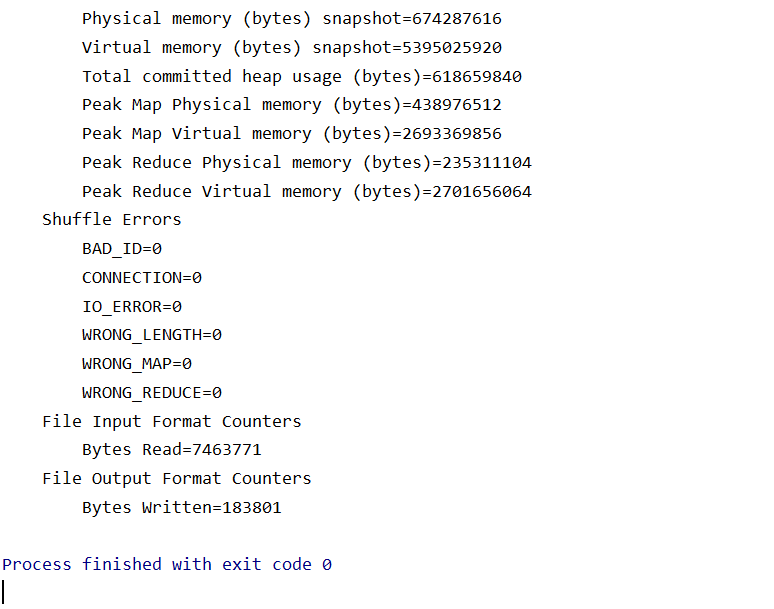 Physical memory (bytes) snapshot=674287616
Virtual memory (bytes) snapshot=5395025920
Total committed heap usage (bytes)=618659840
Peak Map Physical memory (bytes)=438976512
Peak Map Virtual memory (bytes)=2693369856
Peak Reduce Physical memory (bytes)=235311104
Peak Reduce Virtual memory (bytes)=2701656064
Shuffle Errors
BAD_ID=0
CONNECTION=0
IO_ERROR=0
WRONG_LENGTH=0
WRONG_MAP=0
WRONG_REDUCE=0
File Input Format Counters
Bytes Read=7463771
File Output Format Counters
Bytes Written=183801
Process finished with exit code 0